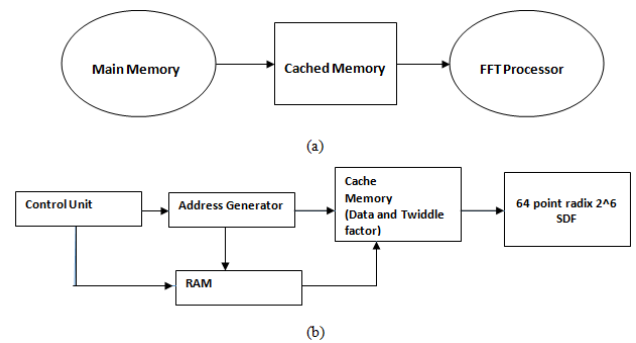 Main Memory
Cached Memory
FFT Processor
(a)
Control Unit
Address Generator
Cache
Memory
(Data and Twiddle
factor)
64 point radix 2^6
SDF
RAM
(b)